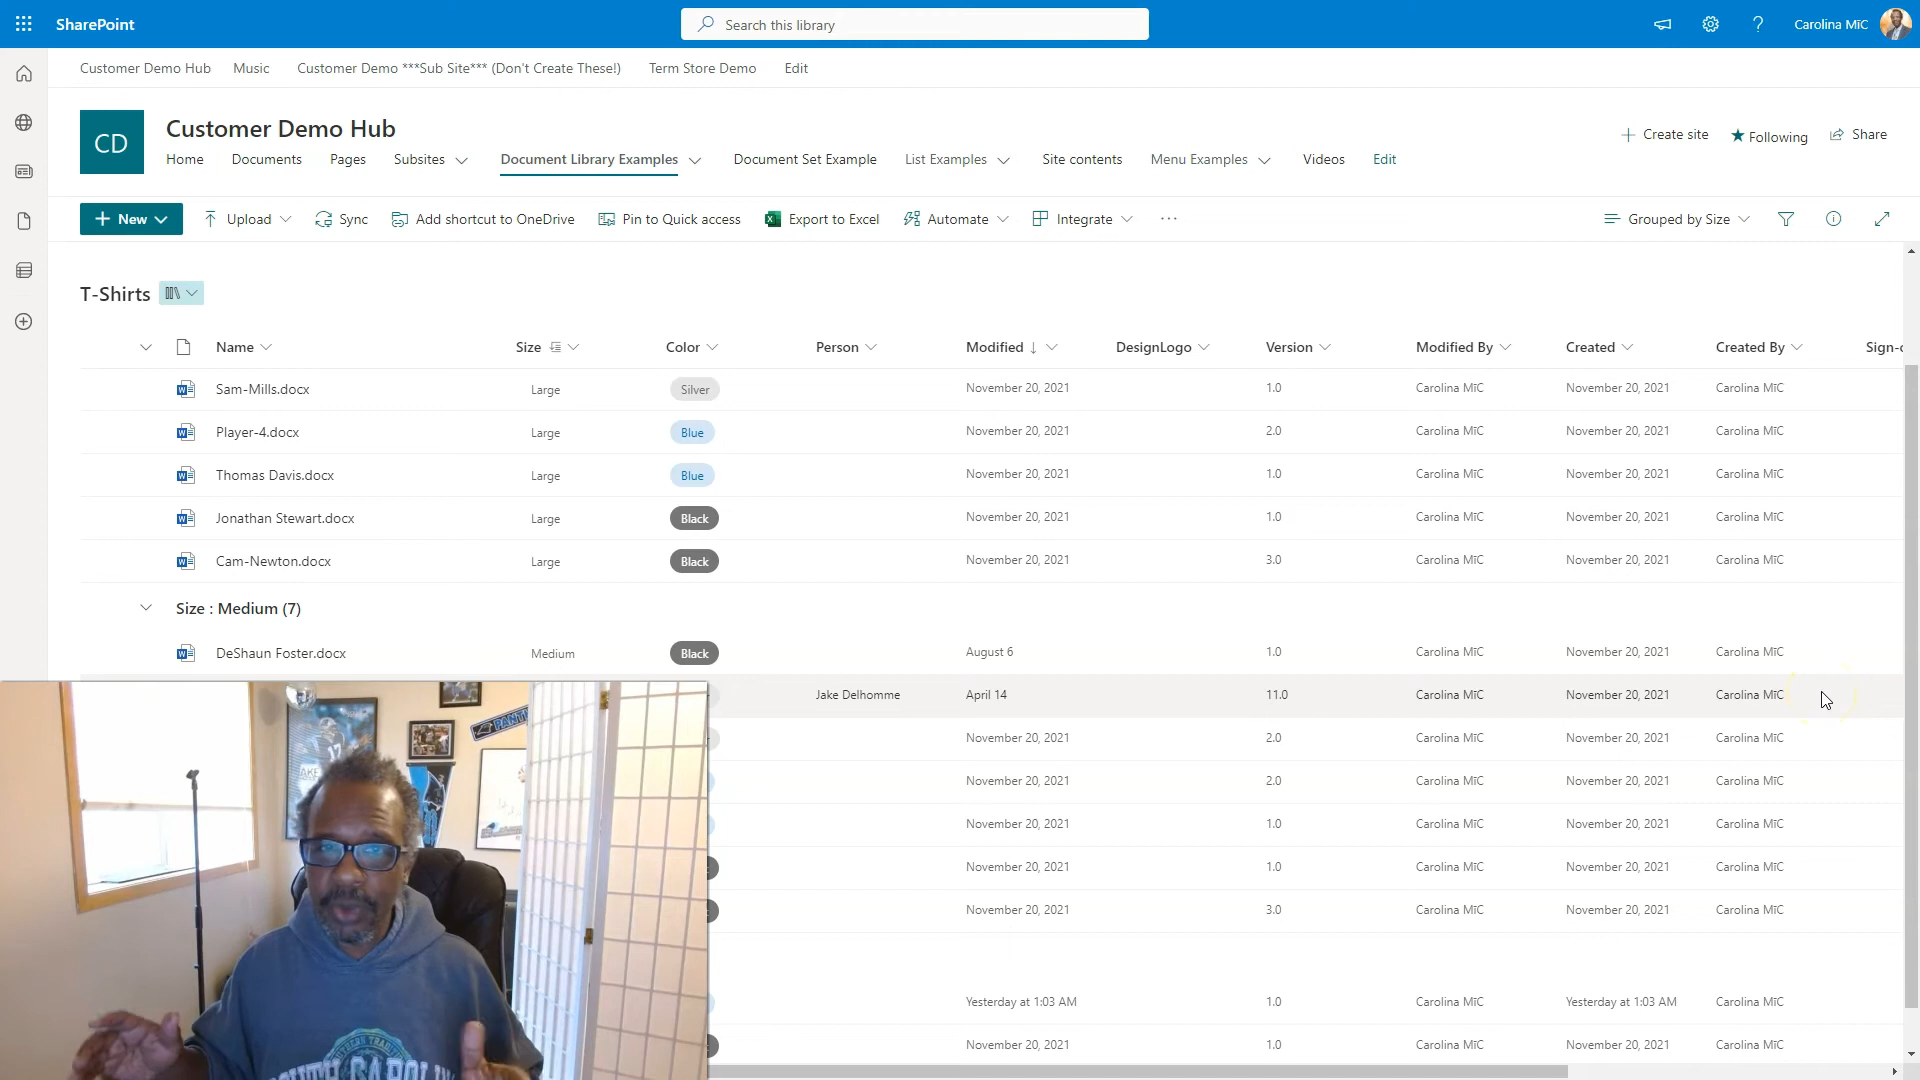 SharePoint
Search this library
Carolina MiC
Customer Demo Hub Music Customer Demo ***Sub Site*** (Don't Create These!) Term Store Demo Edit
CD
Customer Demo Hub
Create site Following Share
Home Documents Pages Subsites Document Library Examples Document Set Example List Examples Site contents Menu Examples Videos Edit
New Upload Sync Add shortcut to OneDrive Pin to Quick access Export to Excel Automate Integrate ··· Grouped by Size
T-Shirts
Name Size Color Person Modified ↓ DesignLogo Version Modified By Created Created By
Sam-Mills.docx Large Silver November 20, 2021 1.0 Carolina MiC November 20, 2021 Carolina MiC
Player-4.docx Large Blue November 20, 2021 2.0 Carolina MiC November 20, 2021 Carolina MiC
Thomas Davis.docx Large Blue November 20, 2021 1.0 Carolina MiC November 20, 2021 Carolina MiC
Jonathan Stewart.docx Large Black November 20, 2021 1.0 Carolina MiC November 20, 2021 Carolina MiC
Cam-Newton.docx Large Black November 20, 2021 3.0 Carolina MiC November 20, 2021 Carolina MiC
Size : Medium (7)
DeShaun Foster.docx Medium Black August 6 1.0 Carolina MiC November 20, 2021 Carolina MiC
Jake Delhomme April 14 11.0 Carolina MiC November 20, 2021 Carolina MiC
November 20, 2021 2.0 Carolina MiC November 20, 2021 Carolina MiC
November 20, 2021 2.0 Carolina MiC November 20, 2021 Carolina MiC
November 20, 2021 1.0 Carolina MiC November 20, 2021 Carolina MiC
November 20, 2021 1.0 Carolina MiC November 20, 2021 Carolina MiC
November 20, 2021 3.0 Carolina MiC November 20, 2021 Carolina MiC
Yesterday at 1:03 AM 1.0 Carolina MiC Yesterday at 1:03 AM Carolina MiC
November 20, 2021 1.0 Carolina MiC November 20, 2021 Carolina MiC